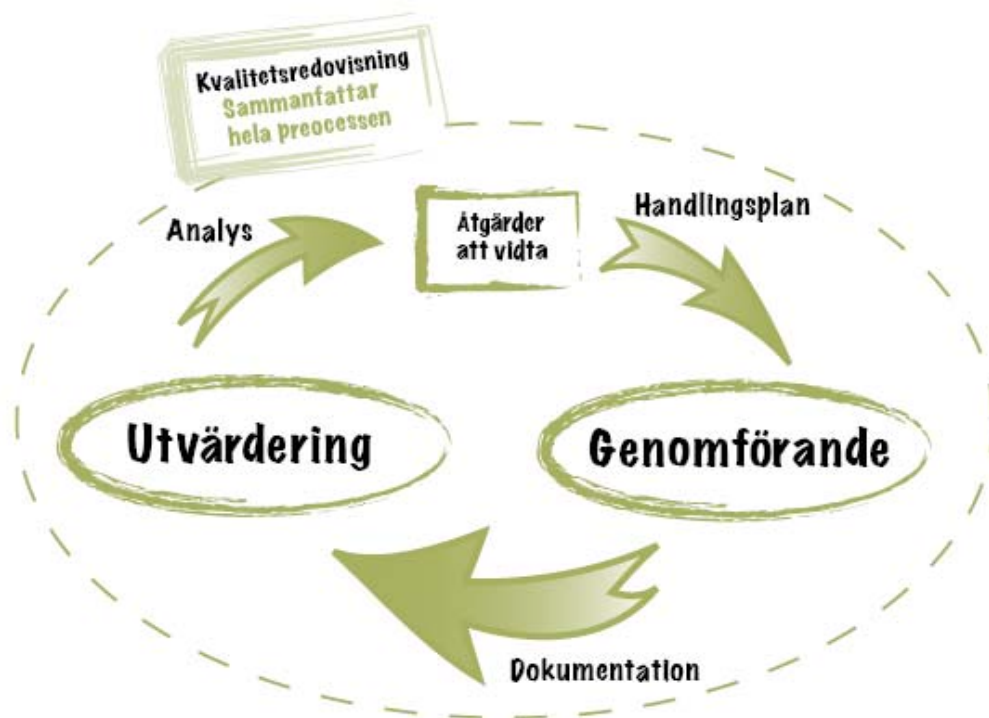 Kvalitetsredovisning
Sammanfattar
hela preocessen
Analys
Åtgärder
att vidta
Handlingsplan
Utvärdering
Genomförande
Dokumentation